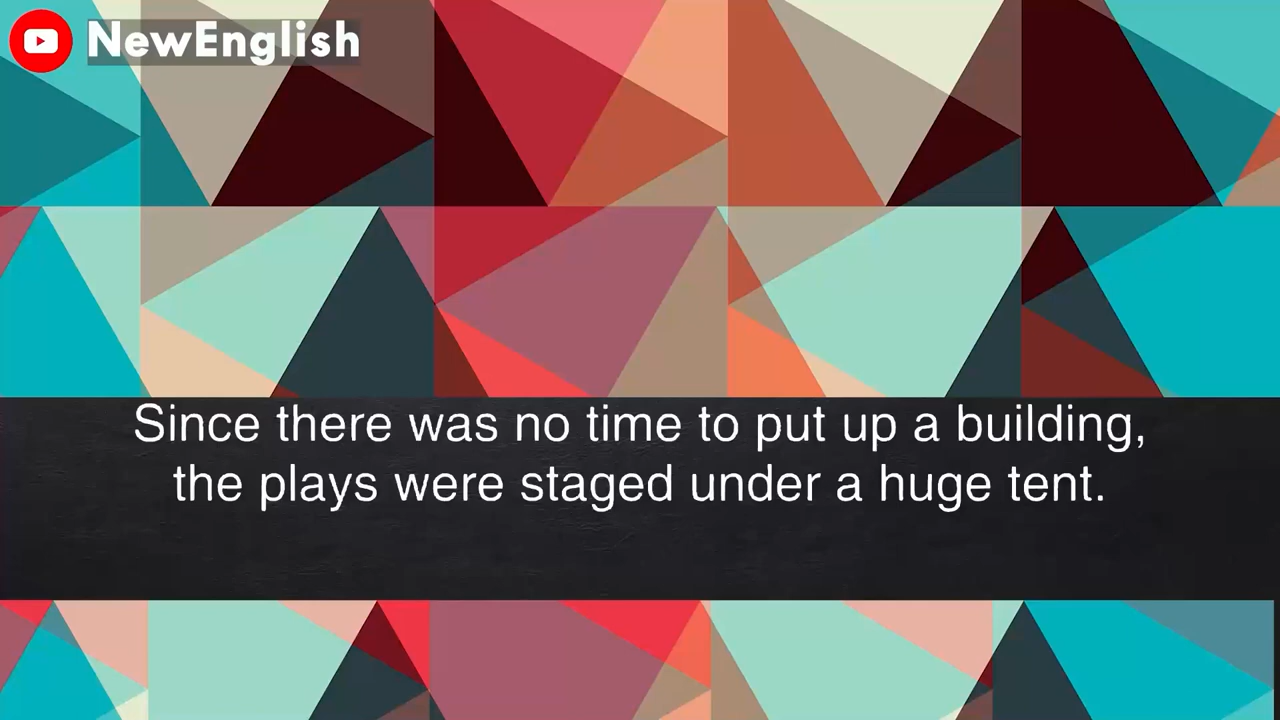 NewEnglish
Since there was no time to put up a building,
the plays were staged under a huge tent.